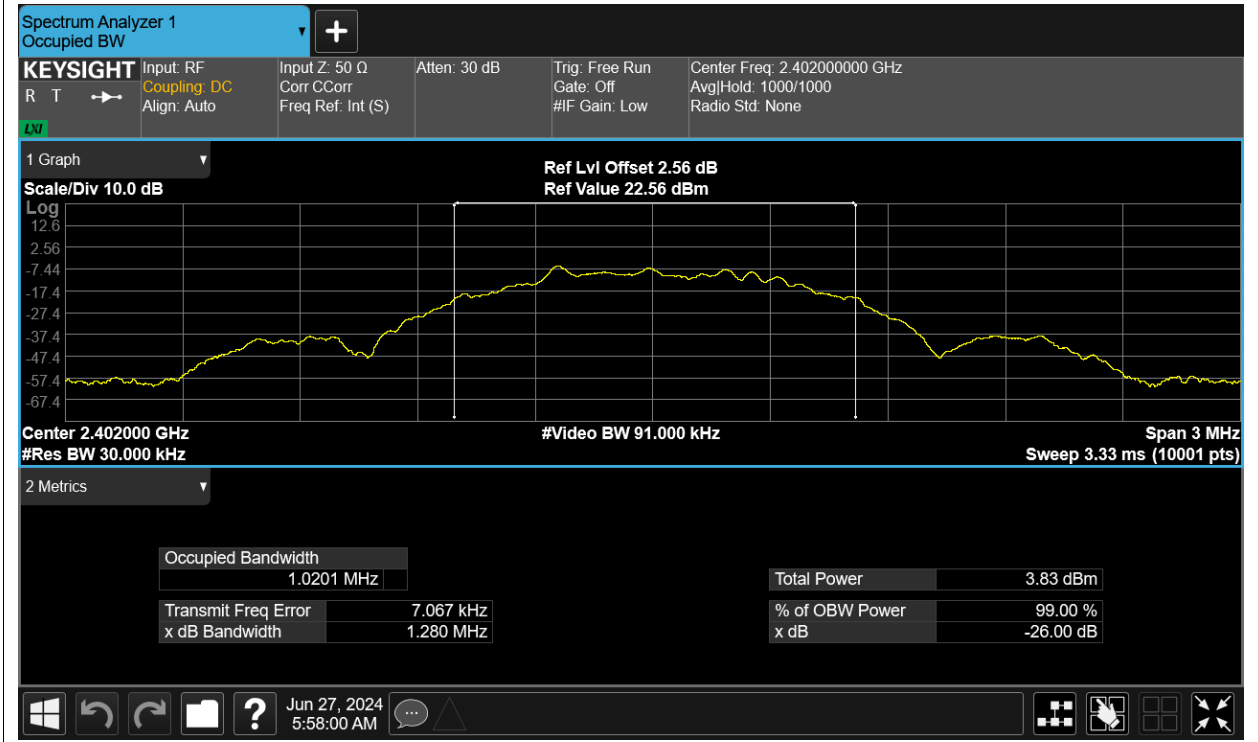 Spectrum Analyzer 1
Occupied BW
KEYSIGHT
R T
LXI
Input: RF
Coupling: DC
Align: Auto
Input Z: 50 Ω
Corr CCorr
Freq Ref: Int (S)
Atten: 30 dB
Trig: Free Run
Gate: Off
#IF Gain: Low
Center Freq: 2.402000000 GHz
Avg|Hold: 1000/1000
Radio Std: None
1 Graph
Scale/Div 10.0 dB
Ref Lvl Offset 2.56 dB
Ref Value 22.56 dBm
Log
12.6
2.56
-7.44
-17.4
-27.4
-37.4
-47.4
-57.4
-67.4
Center 2.402000 GHz
#Video BW 91.000 kHz
Span 3 MHz
#Res BW 30.000 kHz
Sweep 3.33 ms (10001 pts)
2 Metrics
Occupied Bandwidth
1.0201 MHz
Total Power 3.83 dBm
Transmit Freq Error 7.067 kHz
% of OBW Power 99.00 %
x dB Bandwidth 1.280 MHz
x dB -26.00 dB
?
Jun 27, 2024
5:58:00 AM